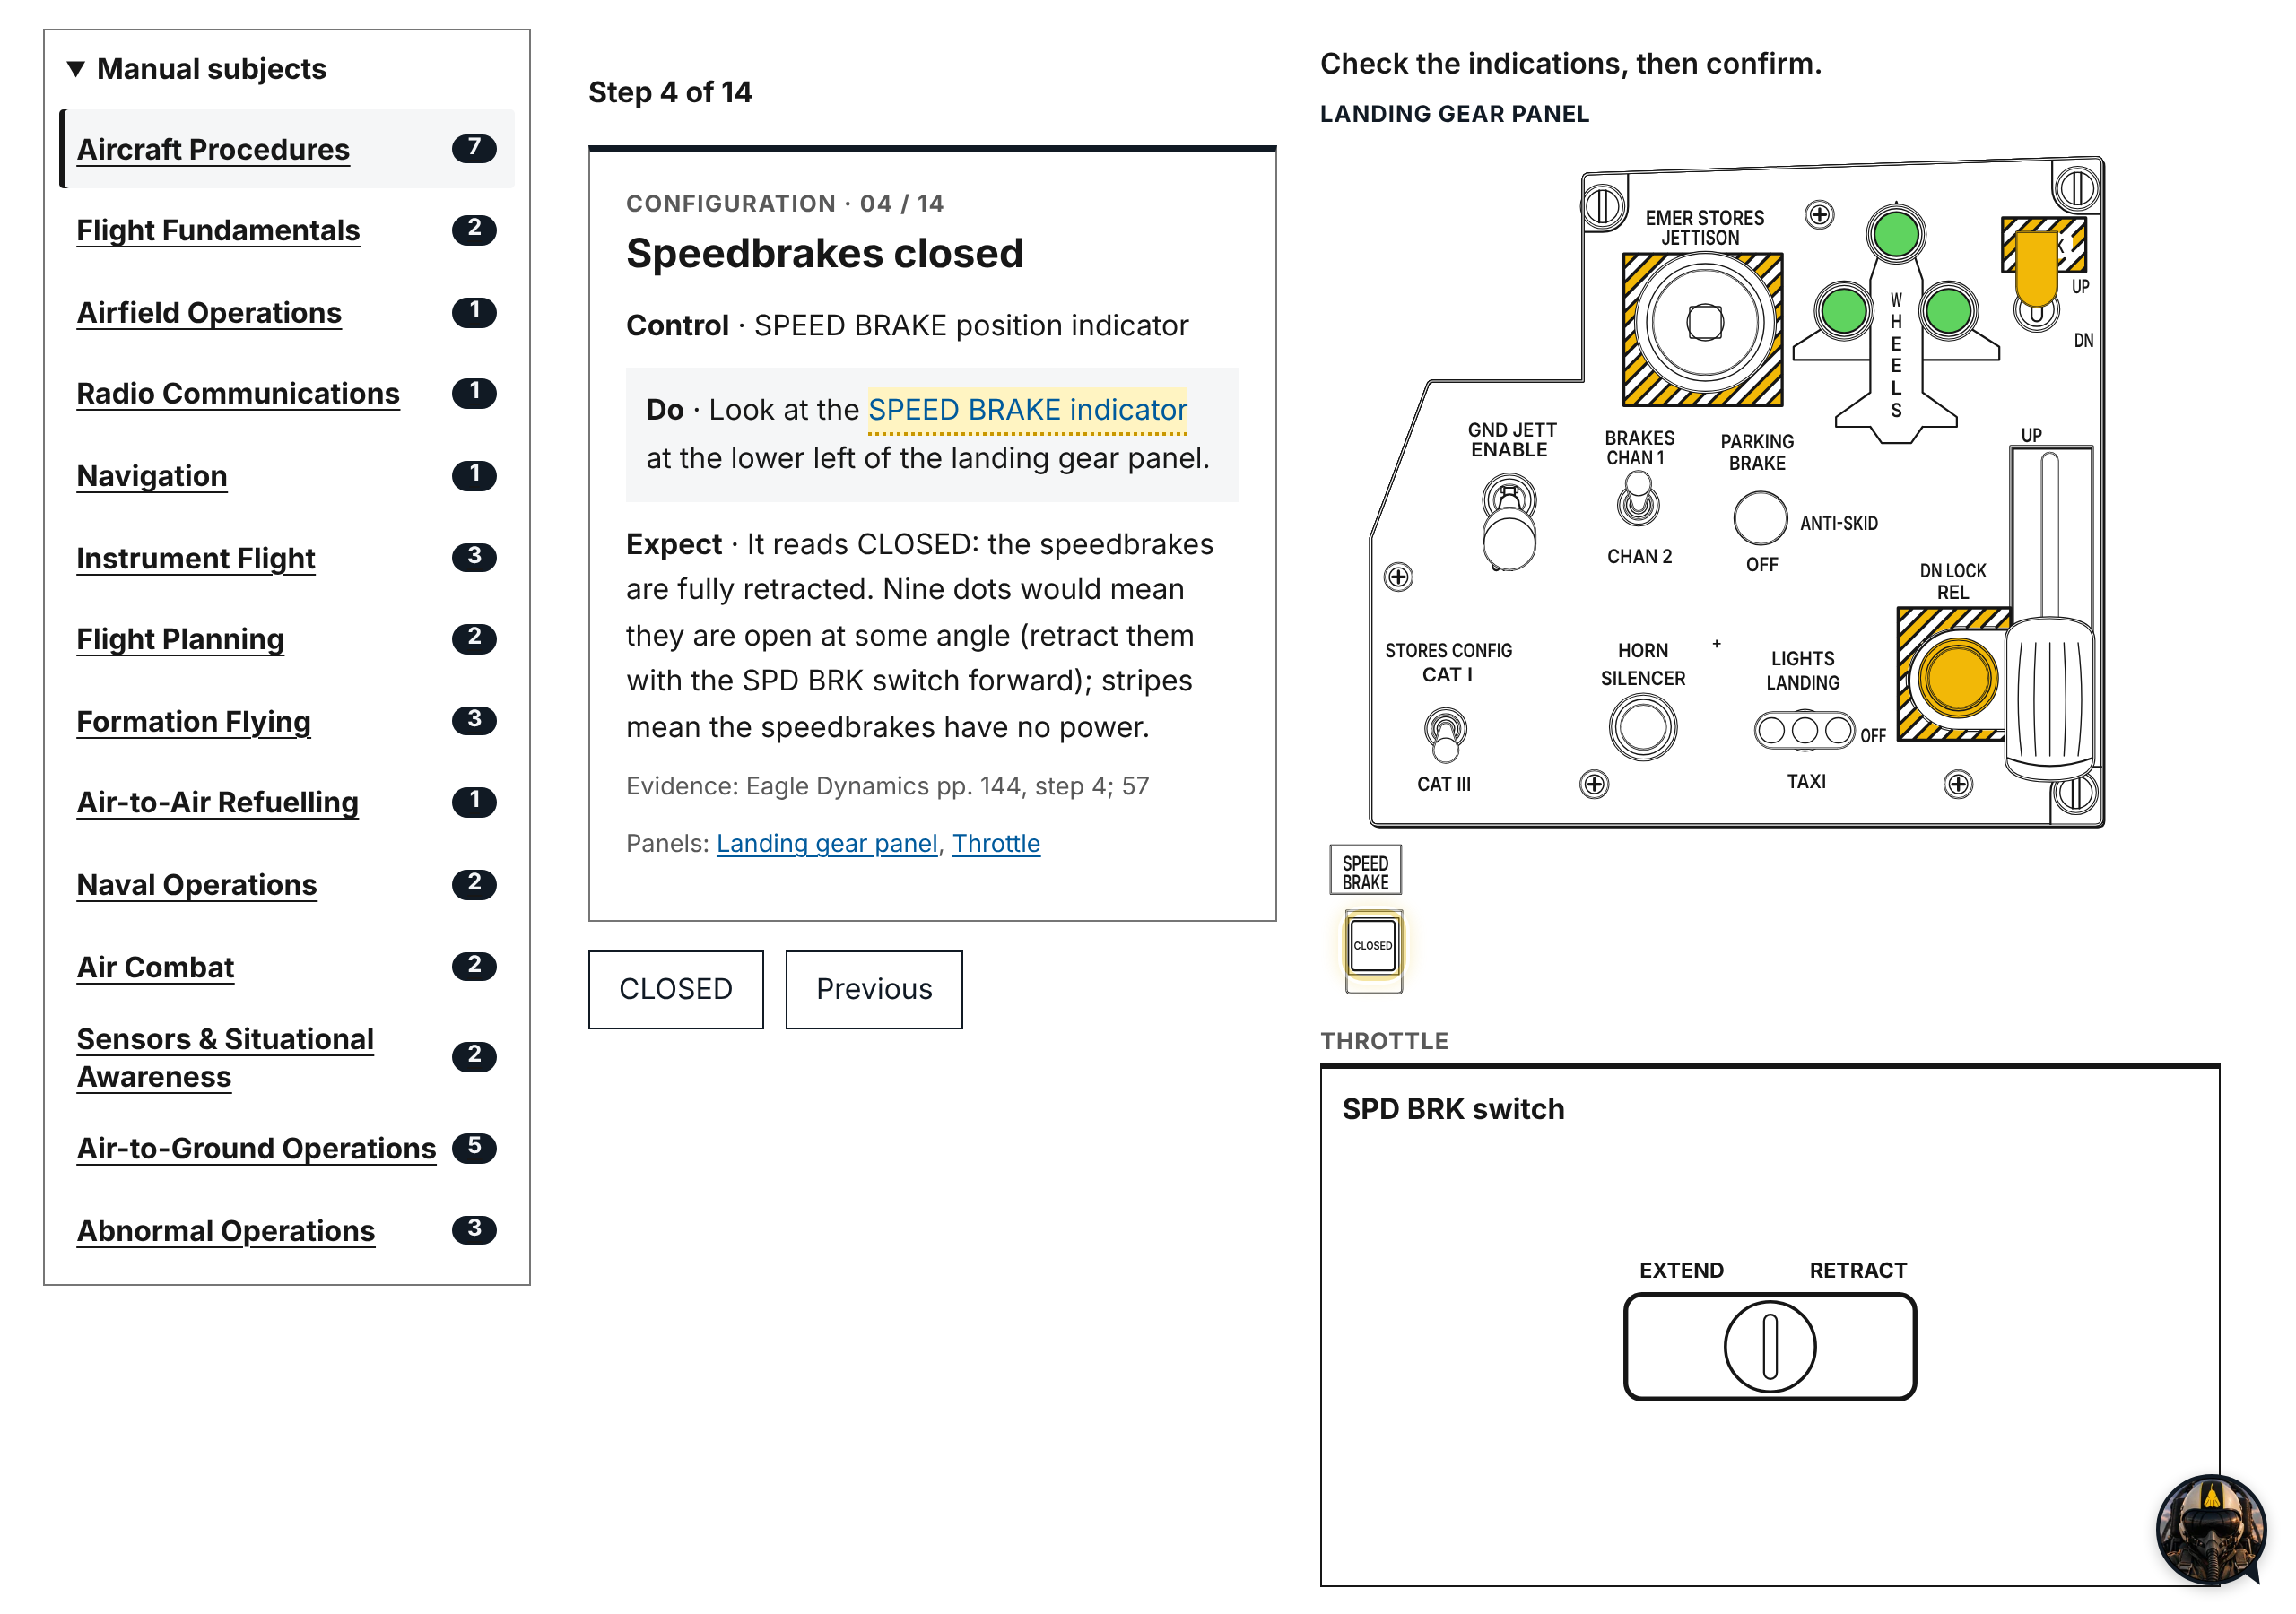 ▼ Manual subjects
Aircraft Procedures 7
Flight Fundamentals 2
Airfield Operations 1
Radio Communications 1
Navigation 1
Instrument Flight 3
Flight Planning 2
Formation Flying 3
Air-to-Air Refuelling 1
Naval Operations 2
Air Combat 2
Sensors & Situational
Awareness 2
Air-to-Ground Operations 5
Abnormal Operations 3
Step 4 of 14
CONFIGURATION · 04 / 14
Speedbrakes closed
Control · SPEED BRAKE position indicator
Do · Look at the SPEED BRAKE indicator
at the lower left of the landing gear panel.
Expect · It reads CLOSED: the speedbrakes
are fully retracted. Nine dots would mean
they are open at some angle (retract them
with the SPD BRK switch forward); stripes
mean the speedbrakes have no power.
Evidence: Eagle Dynamics pp. 144, step 4; 57
Panels: Landing gear panel, Throttle
CLOSED
Previous
Check the indications, then confirm.
LANDING GEAR PANEL
EMER STORES
JETTISON
WHEELS
UP
DN
GND JETT
ENABLE
BRAKES
CHAN 1
CHAN 2
PARKING
BRAKE
ANTI-SKID
OFF
UP
DN LOCK
REL
STORES CONFIG
CAT I
CAT III
HORN
SILENCER
LIGHTS
LANDING
OFF
TAXI
SPEED
BRAKE
CLOSED
THROTTLE
SPD BRK switch
EXTEND
RETRACT